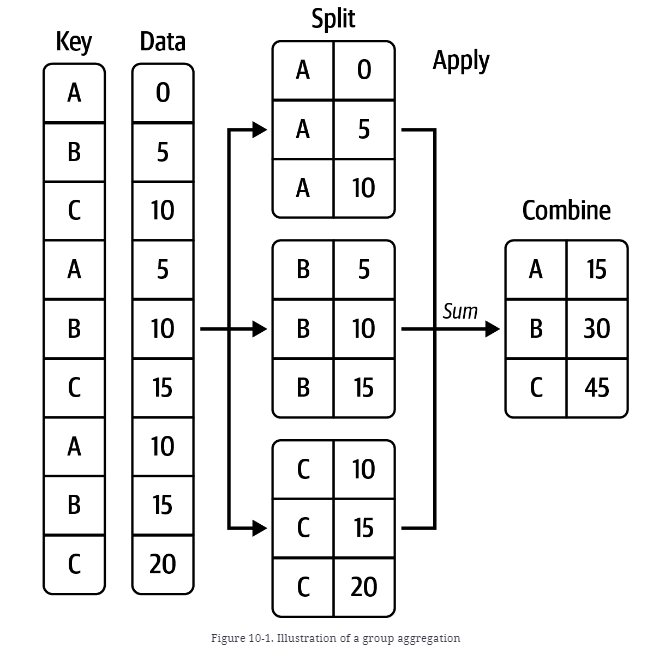 Key
Data
Split
Apply
A 0
B 5
C 10
A 5
B 10
C 15
A 10
B 15
C 20
A 0
A 5
A 10
B 5
B 10
B 15
C 10
C 15
C 20
Sum
Combine
A 15
B 30
C 45
Figure 10-1. Illustration of a group aggregation